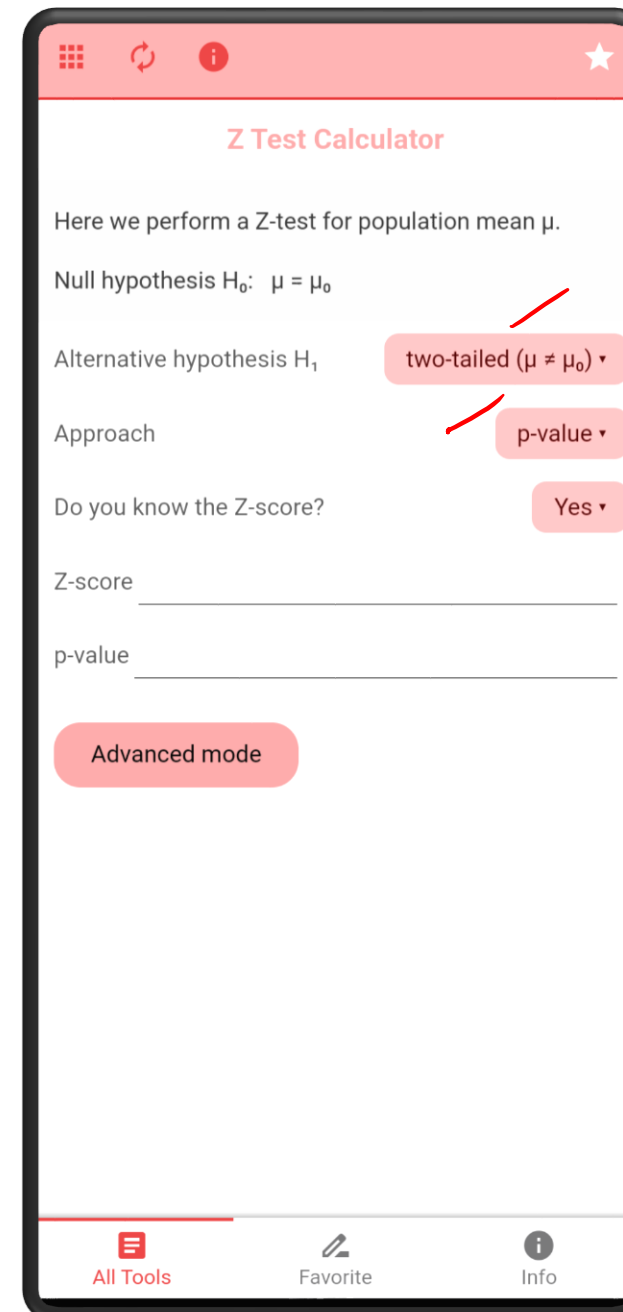 Z Test Calculator
Here we perform a Z-test for population mean μ.
Null hypothesis H₀: μ = μ₀
Alternative hypothesis H₁ two-tailed (μ ≠ μ₀)
Approach p-value
Do you know the Z-score? Yes
Z-score
p-value
Advanced mode
All Tools Favorite Info